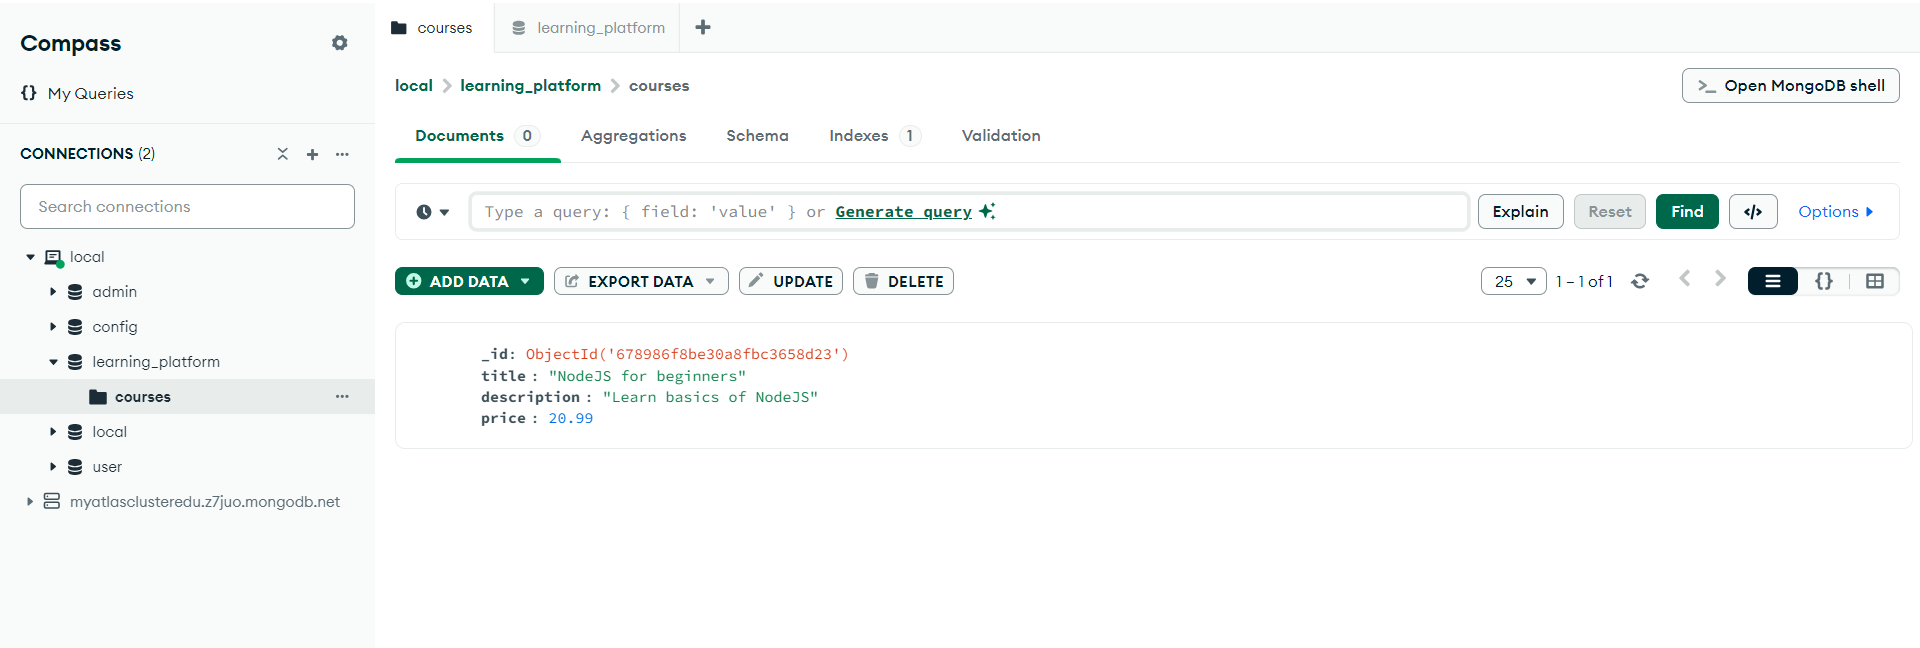 Compass
My Queries
CONNECTIONS (2)
Search connections
local
admin
config
learning_platform
courses
local
user
myatlasclusteredu.z7juo.mongodb.net
courses
learning_platform
local > learning_platform > courses
>_ Open MongoDB shell
Documents 0 Aggregations Schema Indexes 1 Validation
Type a query: { field: 'value' } or Generate query
Explain Reset Find </> Options
ADD DATA EXPORT DATA UPDATE DELETE
25 1 – 1 of 1 {}
_id: ObjectId('678986f8be30a8fbc3658d23')
title : "NodeJS for beginners"
description : "Learn basics of NodeJS"
price : 20.99